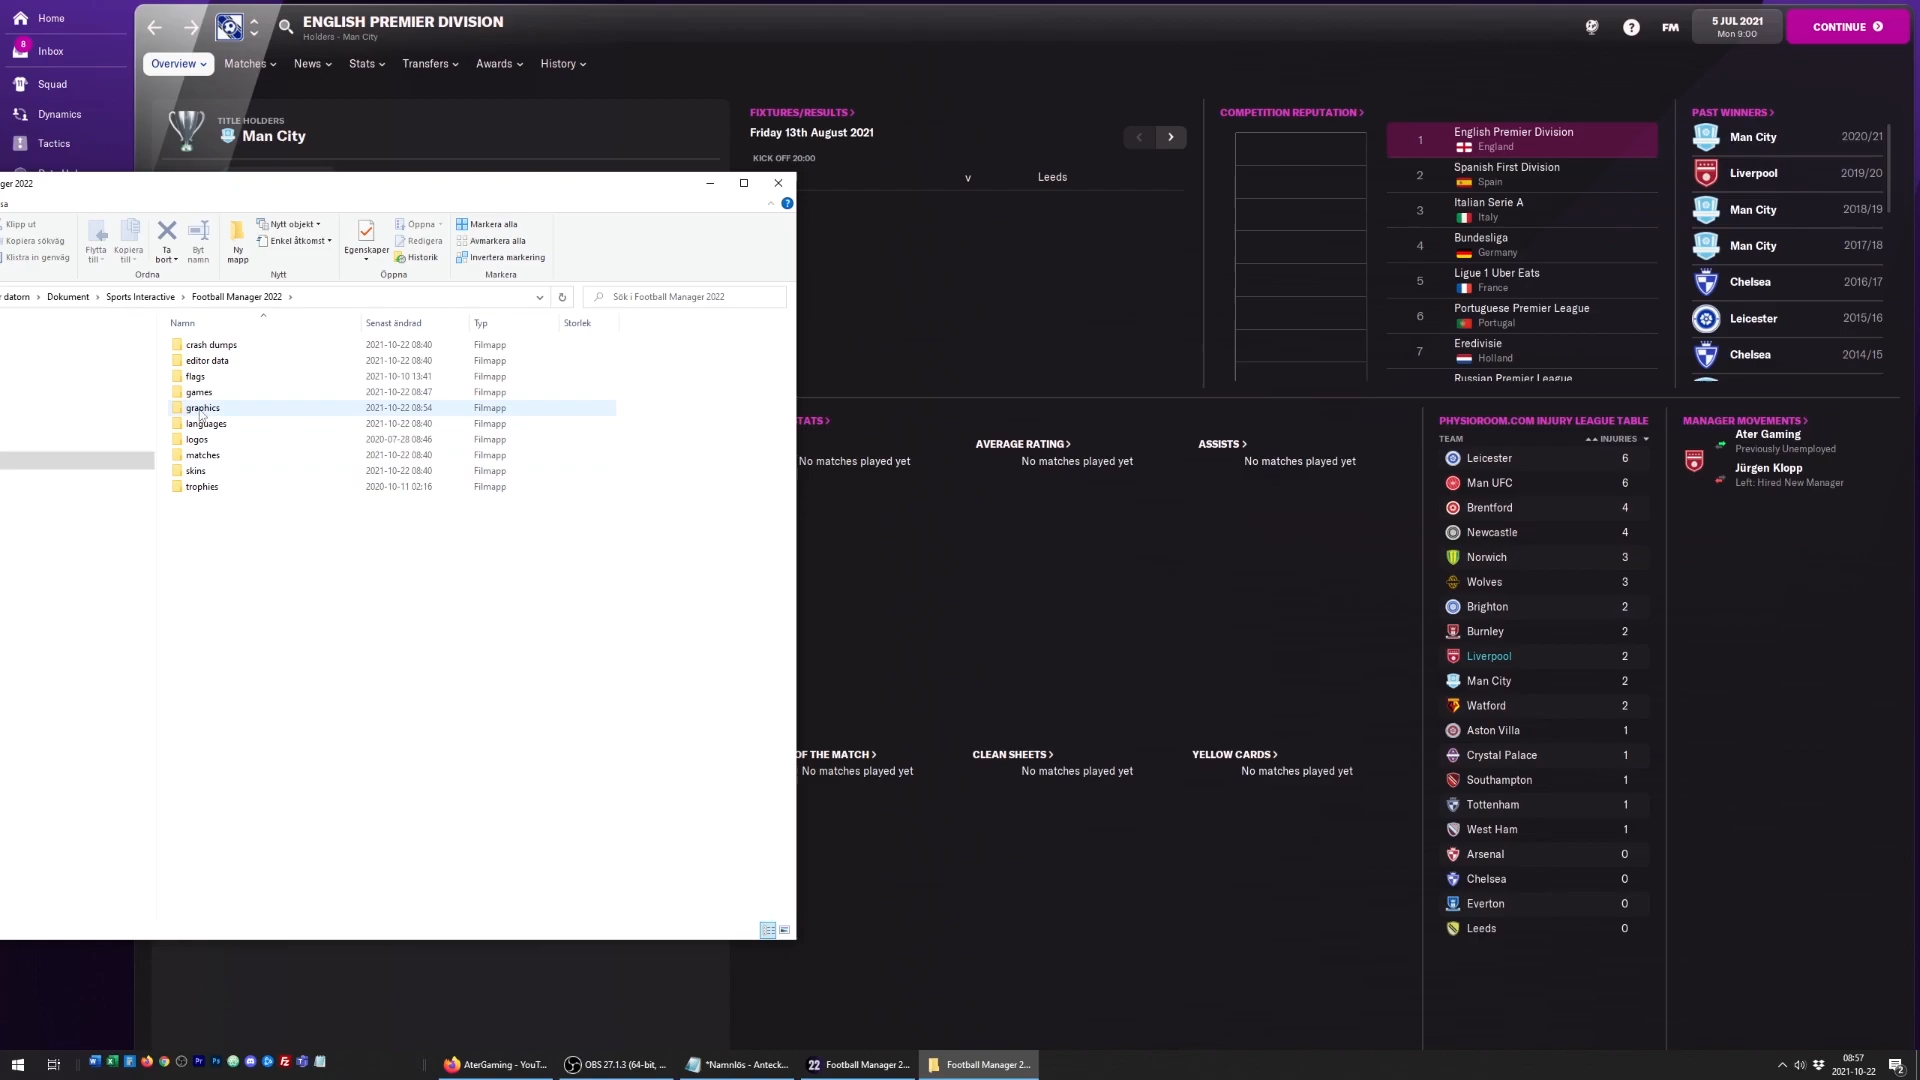 Home
8
Inbox
Squad
Dynamics
Tactics
ENGLISH PREMIER DIVISION
Holders - Man City
FM
5 JUL 2021
Mon 9:00
CONTINUE
Overview
Matches
News
Stats
Transfers
Awards
History
TITLE HOLDERS
Man City
FIXTURES/RESULTS >
Friday 13th August 2021
KICK OFF 20:00
v
Leeds
COMPETITION REPUTATION >
1 English Premier Division
England
2 Spanish First Division
Spain
3 Italian Serie A
Italy
4 Bundesliga
Germany
5 Ligue 1 Uber Eats
France
6 Portuguese Premier League
Portugal
7 Eredivisie
Holland
Russian Premier League
PAST WINNERS >
Man City 2020/21
Liverpool 2019/20
Man City 2018/19
Man City 2017/18
Chelsea 2016/17
Leicester 2015/16
Chelsea 2014/15
ger 2022
sa
Klipp ut
Kopiera sökväg
Klistra in genväg
Flytta till
Kopiera till
Ta bort
Byt namn
Ordna
Ny mapp
Nytt objekt
Enkel åtkomst
Nytt
Egenskaper
Öppna
Redigera
Historik
Öppna
Markera alla
Avmarkera alla
Invertera markering
Markera
r datorn > Dokument > Sports Interactive > Football Manager 2022 >
Sök i Football Manager 2022
Namn Senast ändrad Typ Storlek
crash dumps 2021-10-22 08:40 Filmapp
editor data 2021-10-22 08:40 Filmapp
flags 2021-10-10 13:41 Filmapp
games 2021-10-22 08:47 Filmapp
graphics 2021-10-22 08:54 Filmapp
languages 2021-10-22 08:40 Filmapp
logos 2020-07-28 08:46 Filmapp
matches 2021-10-22 08:40 Filmapp
skins 2021-10-22 08:40 Filmapp
trophies 2020-10-11 02:16 Filmapp
TATS >
No matches played yet
AVERAGE RATING >
No matches played yet
ASSISTS >
No matches played yet
OF THE MATCH >
No matches played yet
CLEAN SHEETS >
No matches played yet
YELLOW CARDS >
No matches played yet
PHYSIOROOM.COM INJURY LEAGUE TABLE
TEAM INJURIES
Leicester 6
Man UFC 6
Brentford 4
Newcastle 4
Norwich 3
Wolves 3
Brighton 2
Burnley 2
Liverpool 2
Man City 2
Watford 2
Aston Villa 1
Crystal Palace 1
Southampton 1
Tottenham 1
West Ham 1
Arsenal 0
Chelsea 0
Everton 0
Leeds 0
MANAGER MOVEMENTS >
Ater Gaming
Previously Unemployed
Jürgen Klopp
Left: Hired New Manager
AterGaming - YouT...
OBS 27.1.3 (64-bit, ...
*Namnlös - Anteck...
22
Football Manager 2...
Football Manager 2...
08:57
2021-10-22
2